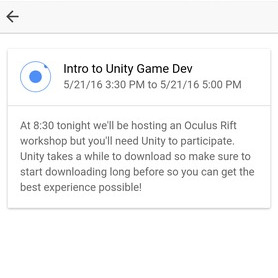 Intro to Unity Game Dev
5/21/16 3:30 PM to 5/21/16 5:00 PM
At 8:30 tonight we'll be hosting an Oculus Rift
workshop but you'll need Unity to participate.
Unity takes a while to download so make sure to
start downloading long before so you can get the
best experience possible!